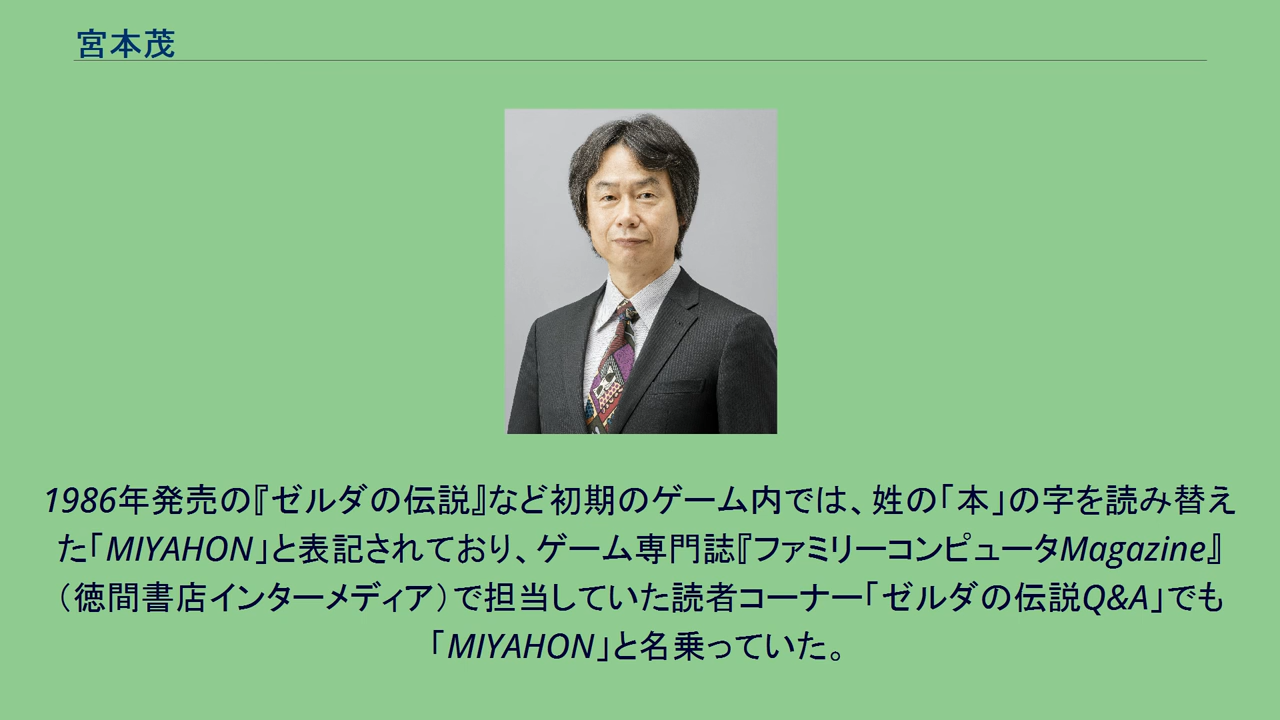 宮本茂
1986年発売の『ゼルダの伝説』など初期のゲーム内では、姓の「本」の字を読み替え
た「MIYAHON」と表記されており、ゲーム専門誌『ファミリーコンピュータMagazine』
（徳間書店インターメディア）で担当していた読者コーナー「ゼルダの伝説Q&A」でも
「MIYAHON」と名乗っていた。